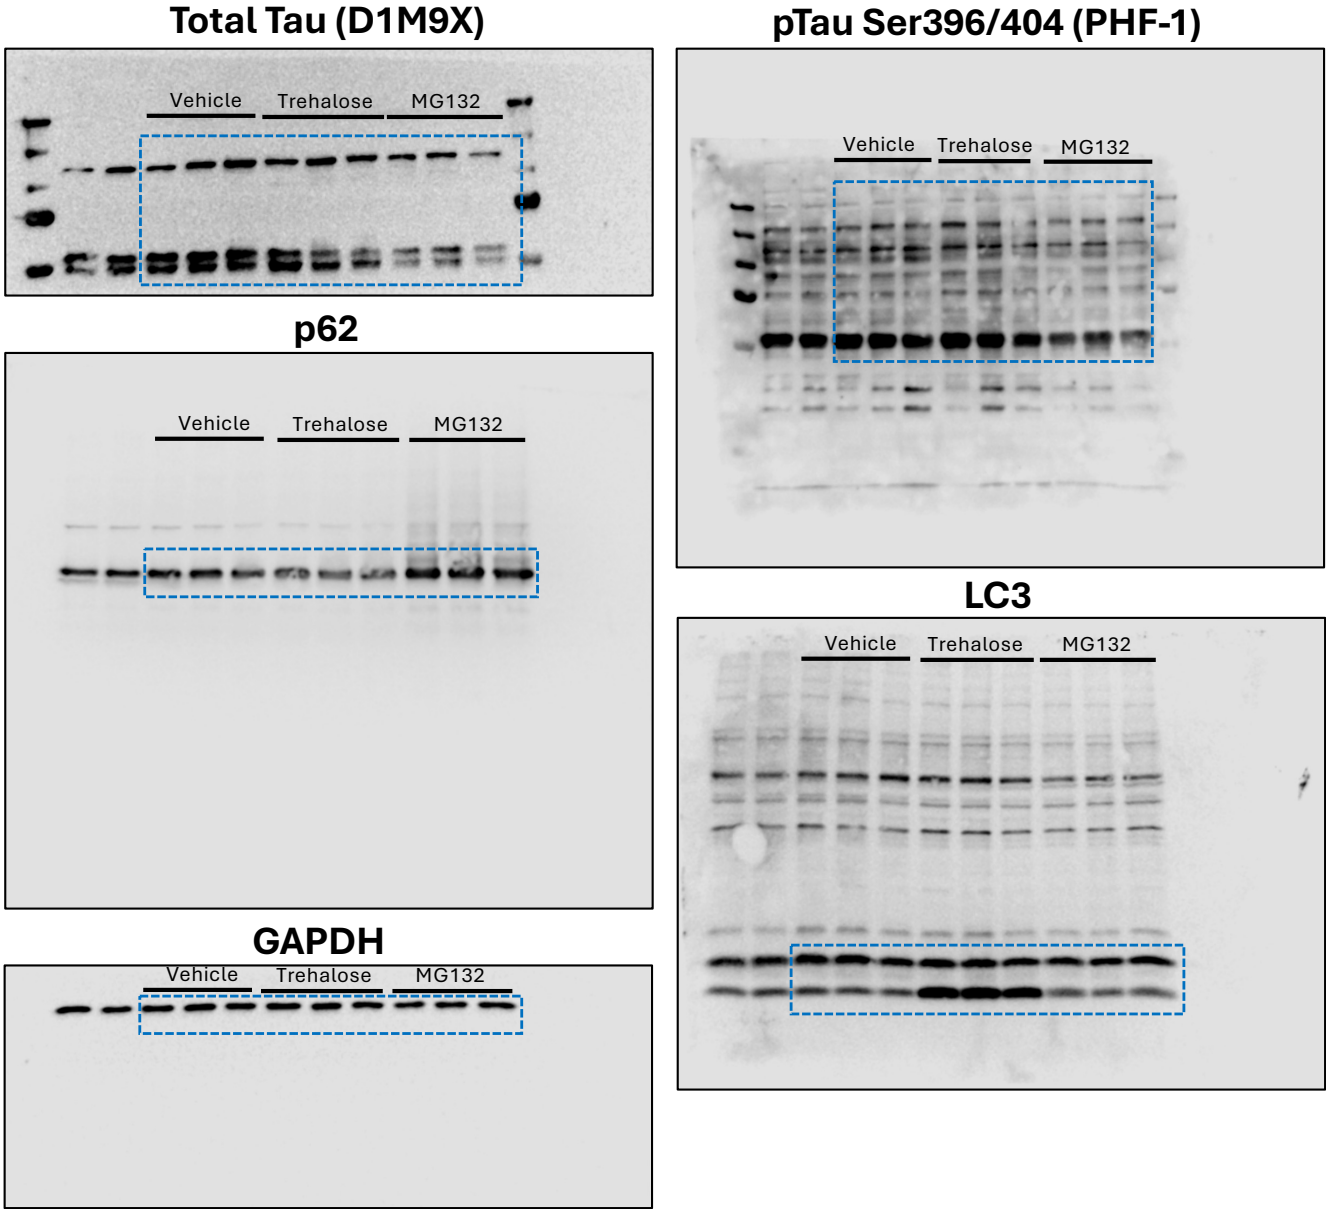 Total Tau (D1M9X)
Vehicle Trehalose MG132
p62
Vehicle Trehalose MG132
GAPDH
Vehicle Trehalose MG132
pTau Ser396/404 (PHF-1)
Vehicle Trehalose MG132
LC3
Vehicle Trehalose MG132